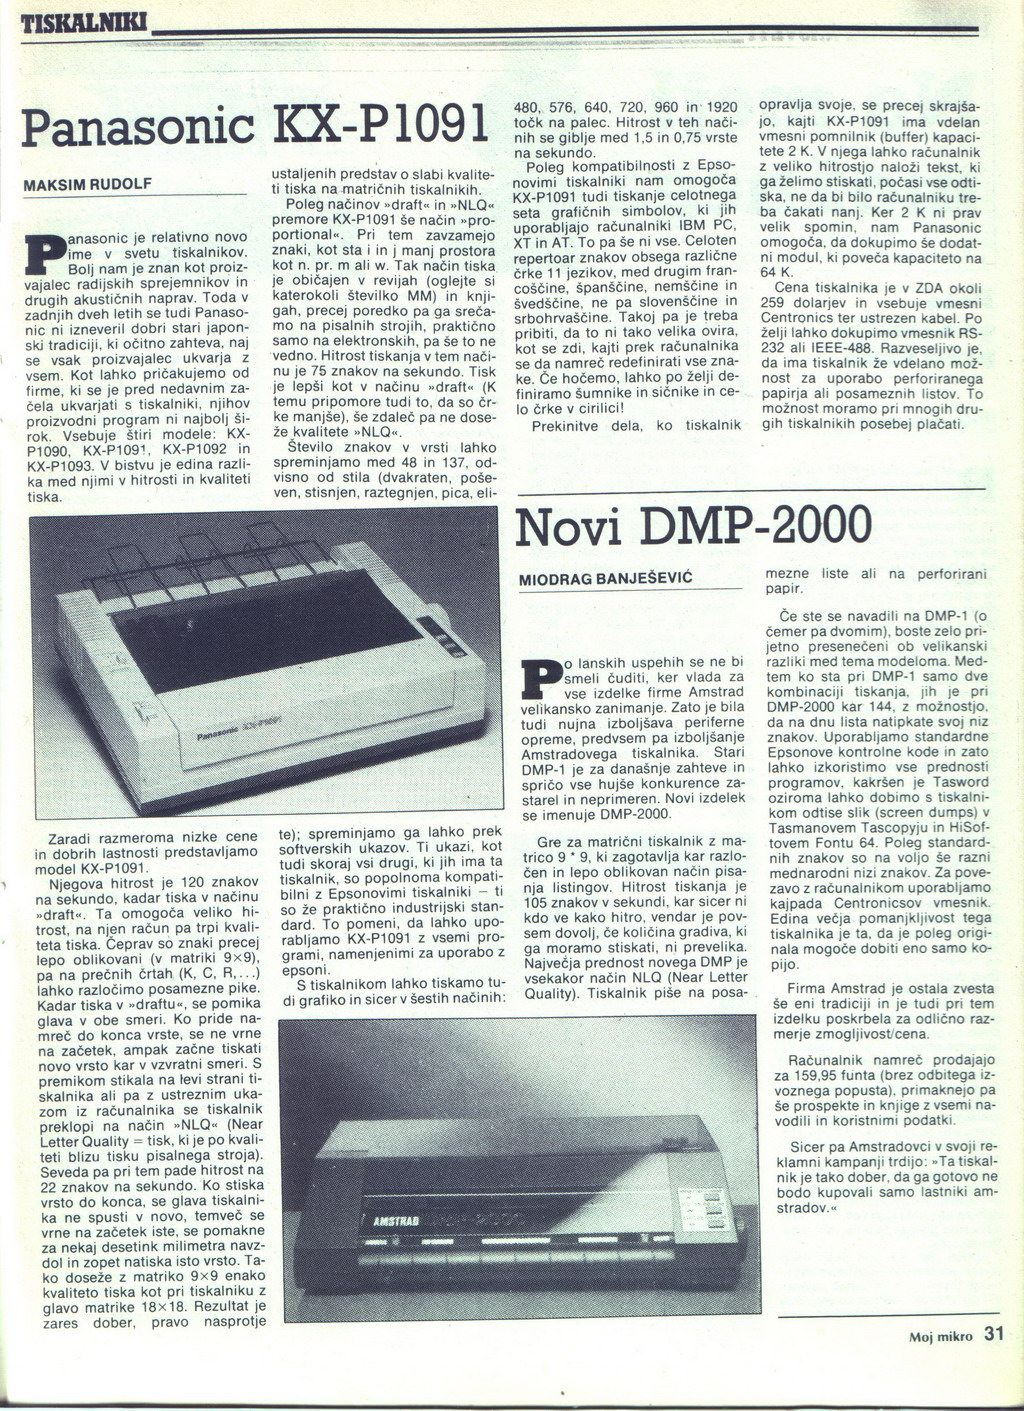 TISKALNIKI
Panasonic KX-P1091
MAKSIM RUDOLF
Panasonic je relativno novo
ime v svetu tiskalnikov.
Bolj nam je znan kot proiz-
vajalec radijskih sprejemnikov in
drugih akustičnih naprav. Toda v
zadnjih dveh letih se tudi Panaso-
nic ni izneveril dobri stari japon-
ski tradiciji, ki očitno zahteva, naj
se vsak proizvajalec ukvarja z
vsem. Kot lahko pričakujemo od
firme, ki se je pred nedavnim za-
čela ukvarjati s tiskalniki, njihov
proizvodni program ni najbolj ši-
rok. Vsebuje štiri modele: KX-
P1090, KX-P1091, KX-P1092 in
KX-P1093. V bistvu je edina razli-
ka med njimi v hitrosti in kvaliteti
tiska.
Panasonic KX-P1091
Zaradi razmeroma nizke cene
in dobrih lastnosti predstavljamo
model KX-P1091.
Njegova hitrost je 120 znakov
na sekundo, kadar tiska v načinu
»draft«. Ta omogoča veliko hi-
trost, na njen račun pa trpi kvali-
teta tiska. Čeprav so znaki precej
lepo oblikovani (v matriki 9×9),
pa na prečnih črtah (K, C, R,...)
lahko razločimo posamezne pike.
Kadar tiska v »draftu«, se pomika
glava v obe smeri. Ko pride na-
mreč do konca vrste, se ne vrne
na začetek, ampak začne tiskati
novo vrsto kar v vzvratni smeri. S
premikom stikala na levi strani ti-
skalnika ali pa z ustreznim uka-
zom iz računalnika se tiskalnik
preklopi na način »NLQ« (Near
Letter Quality = tisk, ki je po kvali-
teti blizu tisku pisalnega stroja).
Seveda pa pri tem pade hitrost na
22 znakov na sekundo. Ko stiska
vrsto do konca, se glava tiskalni-
ka ne spusti v novo, temveč se
vrne na začetek iste, se pomakne
za nekaj desetink milimetra navz-
dol in zopet natiska isto vrsto. Ta-
ko doseže z matriko 9×9 enako
kvaliteto tiska kot pri tiskalniku z
glavo matrike 18×18. Rezultat je
zares dober, pravo nasprotje
ustaljenih predstav o slabi kvalite-
ti tiska na matričnih tiskalnikih.
Poleg načinov »draft« in »NLQ«
premore KX-P1091 še način »pro-
portional«. Pri tem zavzamejo
znaki, kot sta i in j manj prostora
kot n. pr. m ali w. Tak način tiska
je običajen v revijah (oglejte si
katerokoli številko MM) in knji-
gah, precej poredko pa ga sreča-
mo na pisalnih strojih, praktično
samo na elektronskih, pa še to ne
vedno. Hitrost tiskanja v tem nači-
nu je 75 znakov na sekundo. Tisk
je lepši kot v načinu »draft« (K
temu pripomore tudi to, da so čr-
ke manjše), še zdaleč pa ne dose-
že kvalitete »NLQ«.
Število znakov v vrsti lahko
spreminjamo med 48 in 137, od-
visno od stila (dvakraten, poše-
ven, stisnjen, raztegnjen, pica, eli-
te); spreminjamo ga lahko prek
softverskih ukazov. Ti ukazi, kot
tudi skoraj vsi drugi, ki jih ima ta
tiskalnik, so popolnoma kompati-
bilni z Epsonovimi tiskalniki – ti
so že praktično industrijski stan-
dard. To pomeni, da lahko upo-
rabljamo KX-P1091 z vsemi pro-
grami, namenjenimi za uporabo z
epsoni.
S tiskalnikom lahko tiskamo tu-
di grafiko in sicer v šestih načinih:
480, 576, 640, 720, 960 in 1920
točk na palec. Hitrost v teh nači-
nih se giblje med 1,5 in 0,75 vrste
na sekundo.
Poleg kompatibilnosti z Epso-
novimi tiskalniki nam omogoča
KX-P1091 tudi tiskanje celotnega
seta grafičnih simbolov, ki jih
uporabljajo računalniki IBM PC,
XT in AT. To pa še ni vse. Celoten
repertoar znakov obsega različne
črke 11 jezikov, med drugim fran-
coščine, španščine, nemščine in
švedščine, ne pa slovenščine in
srbohrvaščine. Takoj pa je treba
pribiti, da to ni tako velika ovira,
kot se zdi, kajti prek računalnika
se da namreč redefinirati vse zna-
ke. Če hočemo, lahko po želji de-
finiramo šumnike in sičnike in ce-
lo črke v cirilici!
Prekinitve dela, ko tiskalnik
opravlja svoje, se precej skrajša-
jo, kajti KX-P1091 ima vdelan
vmesni pomnilnik (buffer) kapaci-
tete 2 K. V njega lahko računalnik
z veliko hitrostjo naloži tekst, ki
ga želimo stiskati, počasi vse odti-
ska, ne da bi bilo računalniku tre-
ba čakati nanj. Ker 2 K ni prav
velik spomin, nam Panasonic
omogoča, da dokupimo še dodat-
ni modul, ki poveča kapaciteto na
64 K.
Cena tiskalnika je v ZDA okoli
259 dolarjev in vsebuje vmesni
Centronics ter ustrezen kabel. Po
želji lahko dokupimo vmesnik RS-
232 ali IEEE-488. Razveseljivo je,
da ima tiskalnik že vdelano mož-
nost za uporabo perforiranega
papirja ali posameznih listov. To
možnost moramo pri mnogih dru-
gih tiskalnikih posebej plačati.
Novi DMP-2000
MIODRAG BANJEŠEVIĆ
Po lanskih uspehih se ne bi
smeli čuditi, ker vlada za
vse izdelke firme Amstrad
velikansko zanimanje. Zato je bila
tudi nujna izboljšava periferne
opreme, predvsem pa izboljšanje
Amstradovega tiskalnika. Stari
DMP-1 je za današnje zahteve in
spričo vse hujše konkurence za-
starel in neprimeren. Novi izdelek
se imenuje DMP-2000.
Gre za matrični tiskalnik z ma-
trico 9 * 9, ki zagotavlja kar razlo-
čen in lepo oblikovan način pisa-
nja listingov. Hitrost tiskanja je
105 znakov v sekundi, kar sicer ni
kdo ve kako hitro, vendar je pov-
sem dovolj, če količina gradiva, ki
ga moramo stiskati, ni prevelika.
Največja prednost novega DMP je
vsekakor način NLQ (Near Letter
Quality). Tiskalnik piše na posa-
mezne liste ali na perforirani
papir.
Če ste se navadili na DMP-1 (o
čemer pa dvomim), boste zelo pri-
jetno presenečeni ob velikanski
razliki med tema modeloma. Med-
tem ko sta pri DMP-1 samo dve
kombinaciji tiskanja, jih je pri
DMP-2000 kar 144, z možnostjo,
da na dnu lista natipkate svoj niz
znakov. Uporabljamo standardne
Epsonove kontrolne kode in zato
lahko izkoristimo vse prednosti
programov, kakršen je Tasword
oziroma lahko dobimo s tiskalni-
kom odtise slik (screen dumps) v
Tasmanovem Tascopyju in HiSof-
tovem Fontu 64. Poleg standard-
nih znakov so na voljo še razni
mednarodni nizi znakov. Za pove-
zavo z računalnikom uporabljamo
kajpada Centronicsov vmesnik.
Edina večja pomanjkljivost tega
tiskalnika je ta, da je poleg origi-
nala mogoče dobiti eno samo ko-
pijo.
Firma Amstrad je ostala zvesta
še eni tradiciji in je tudi pri tem
izdelku poskrbela za odlično raz-
merje zmogljivost/cena.
Računalnik namreč prodajajo
za 159,95 funta (brez odbitega iz-
voznega popusta), primaknejo pa
še prospekte in knjige z vsemi na-
vodili in koristnimi podatki.
Sicer pa Amstradovci v svoji re-
klamni kampanji trdijo: »Ta tiskal-
nik je tako dober, da ga gotovo ne
bodo kupovali samo lastniki am-
stradov.«
AMSTRAD DMP-2000
Moj mikro 31